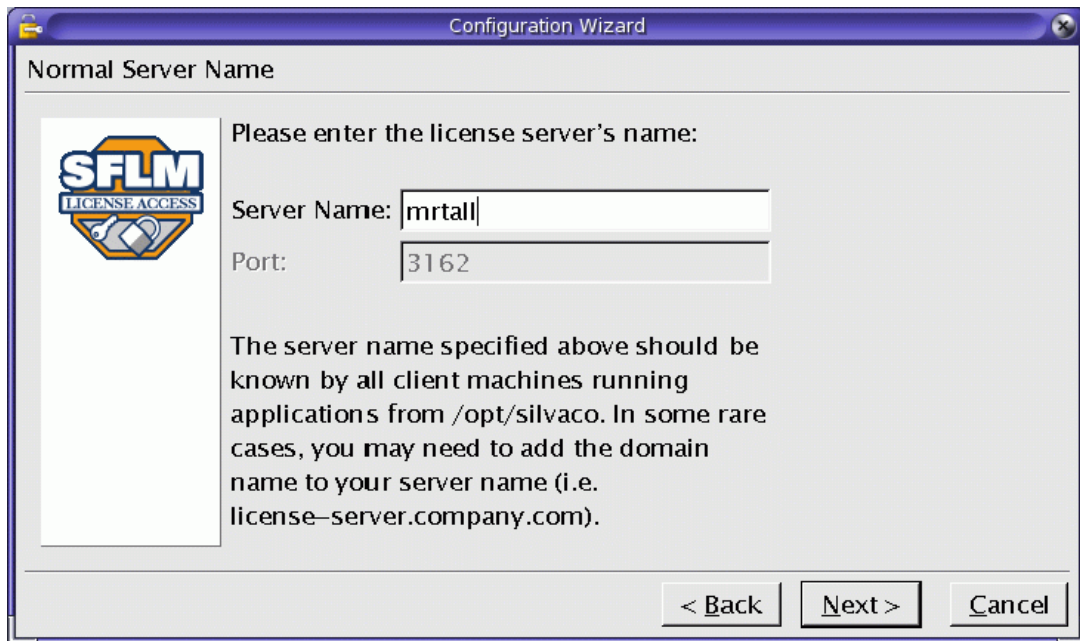 Configuration Wizard
Normal Server Name
SFLM
LICENSE ACCESS
Please enter the license server's name:
Server Name: mrtall
Port: 3162
The server name specified above should be
known by all client machines running
applications from /opt/silvaco. In some rare
cases, you may need to add the domain
name to your server name (i.e.
license–server.company.com).
< Back Next > Cancel